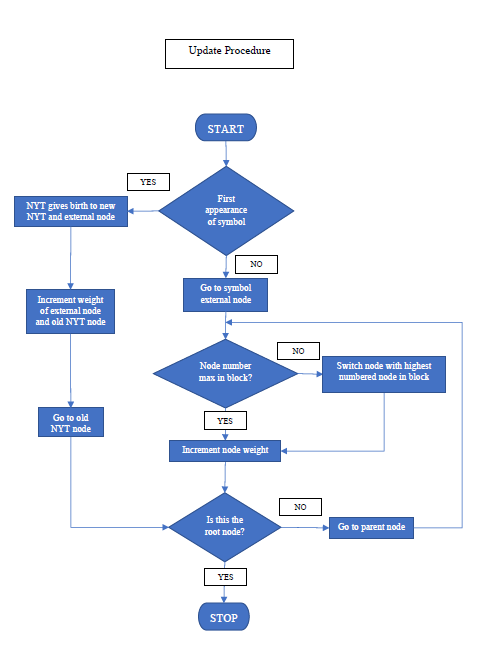 Update Procedure
START
YES
First
appearance
of symbol
NYT gives birth to new
NYT and external node
NO
Go to symbol
external node
Increment weight
of external node
and old NYT node
Node number
max in block?
NO
Switch node with highest
numbered node in block
Go to old
NYT node
YES
Increment node weight
Is this the
root node?
NO
Go to parent node
YES
STOP